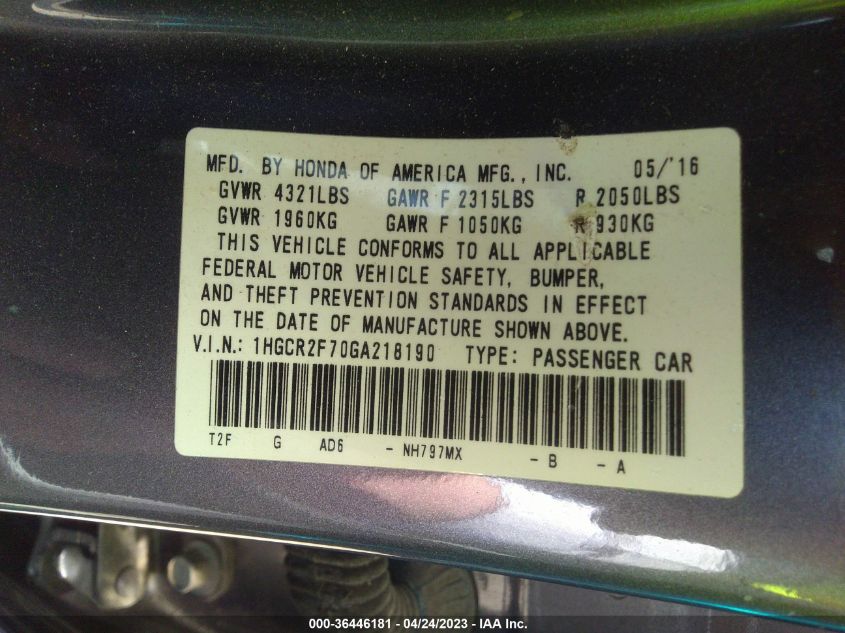 MFD. BY HONDA OF AMERICA MFG., INC. 05/'16
GVWR 4321LBS GAWR F 2315LBS R 2050LBS
GVWR 1960KG GAWR F 1050KG R 930KG
THIS VEHICLE CONFORMS TO ALL APPLICABLE
FEDERAL MOTOR VEHICLE SAFETY, BUMPER,
AND THEFT PREVENTION STANDARDS IN EFFECT
ON THE DATE OF MANUFACTURE SHOWN ABOVE.
V.I.N.: 1HGCR2F70GA218190 TYPE: PASSENGER CAR
T2F G AD6 - NH797MX - B - A
000-36446181 - 04/24/2023 - IAA Inc.